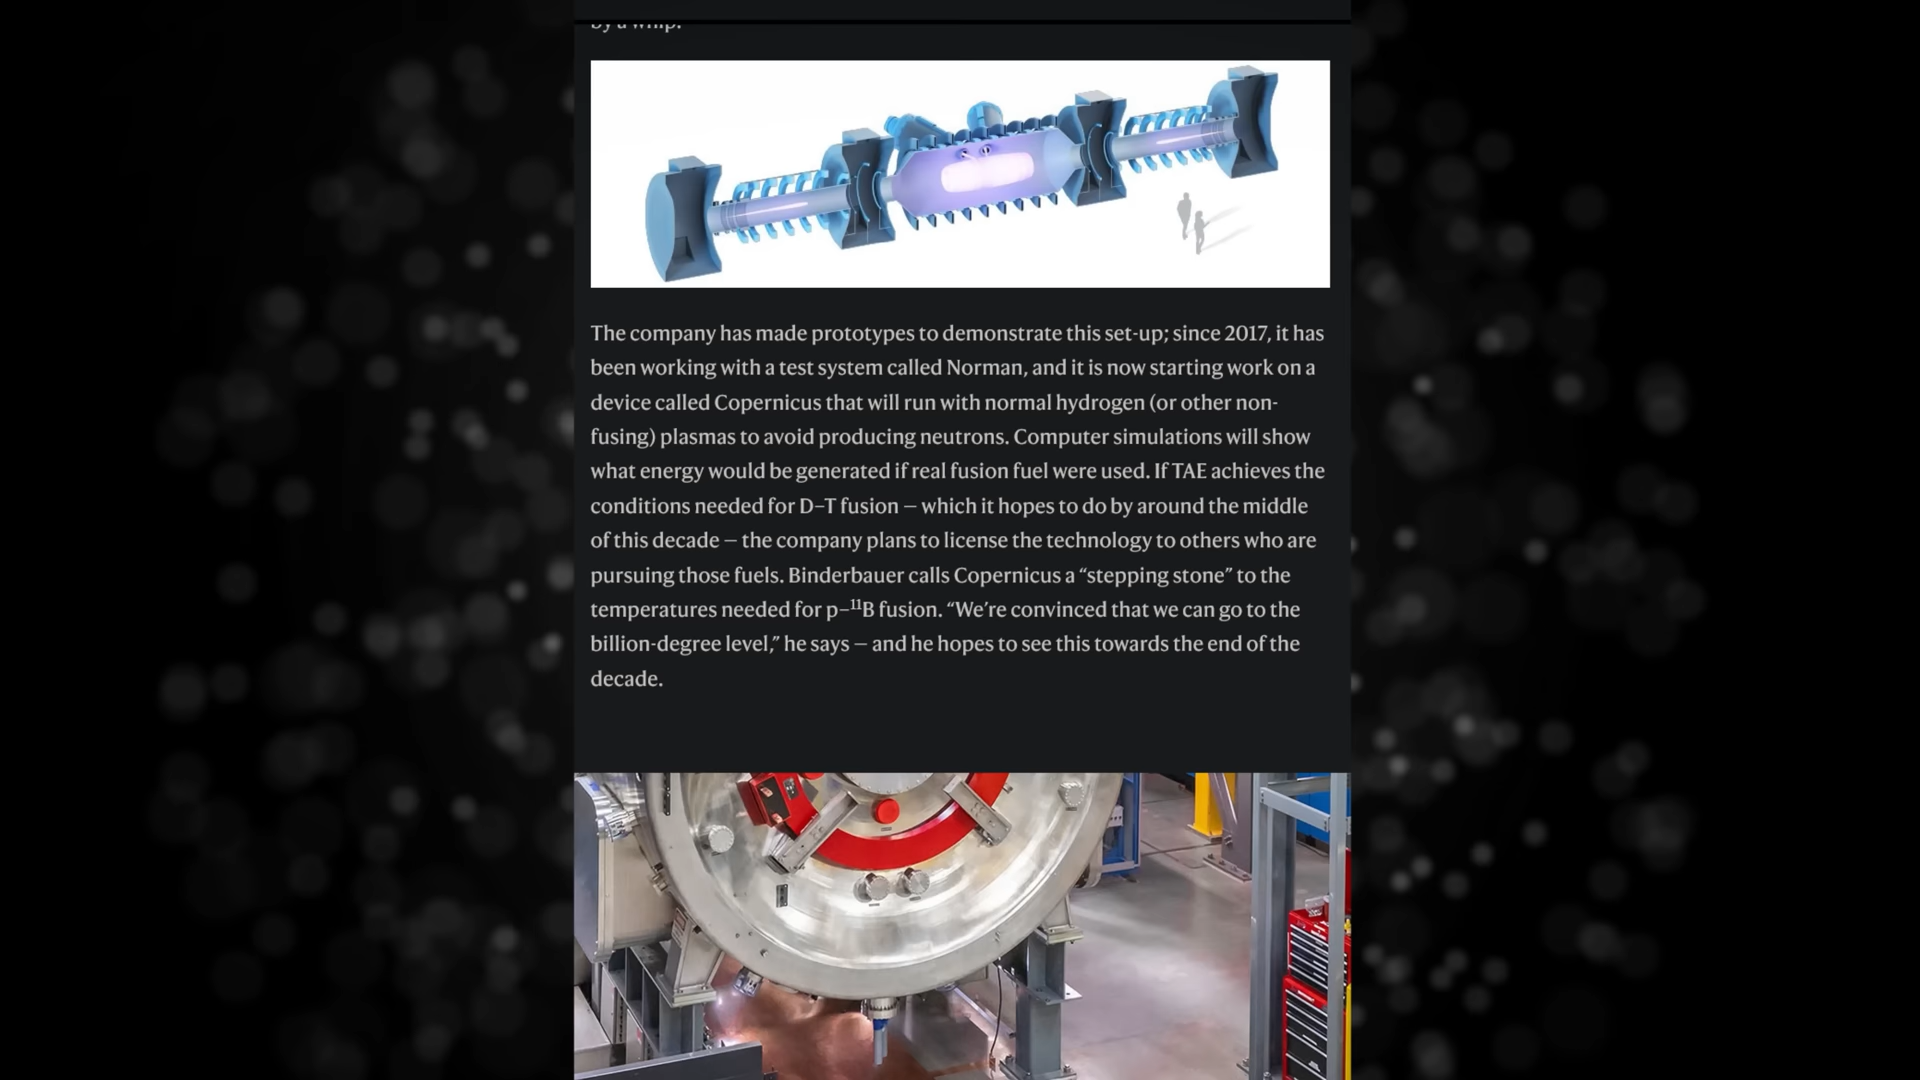 by a whip.
The company has made prototypes to demonstrate this set-up; since 2017, it has
been working with a test system called Norman, and it is now starting work on a
device called Copernicus that will run with normal hydrogen (or other non-
fusing) plasmas to avoid producing neutrons. Computer simulations will show
what energy would be generated if real fusion fuel were used. If TAE achieves the
conditions needed for D–T fusion — which it hopes to do by around the middle
of this decade — the company plans to license the technology to others who are
pursuing those fuels. Binderbauer calls Copernicus a “stepping stone” to the
temperatures needed for p–¹¹B fusion. “We’re convinced that we can go to the
billion-degree level,” he says — and he hopes to see this towards the end of the
decade.